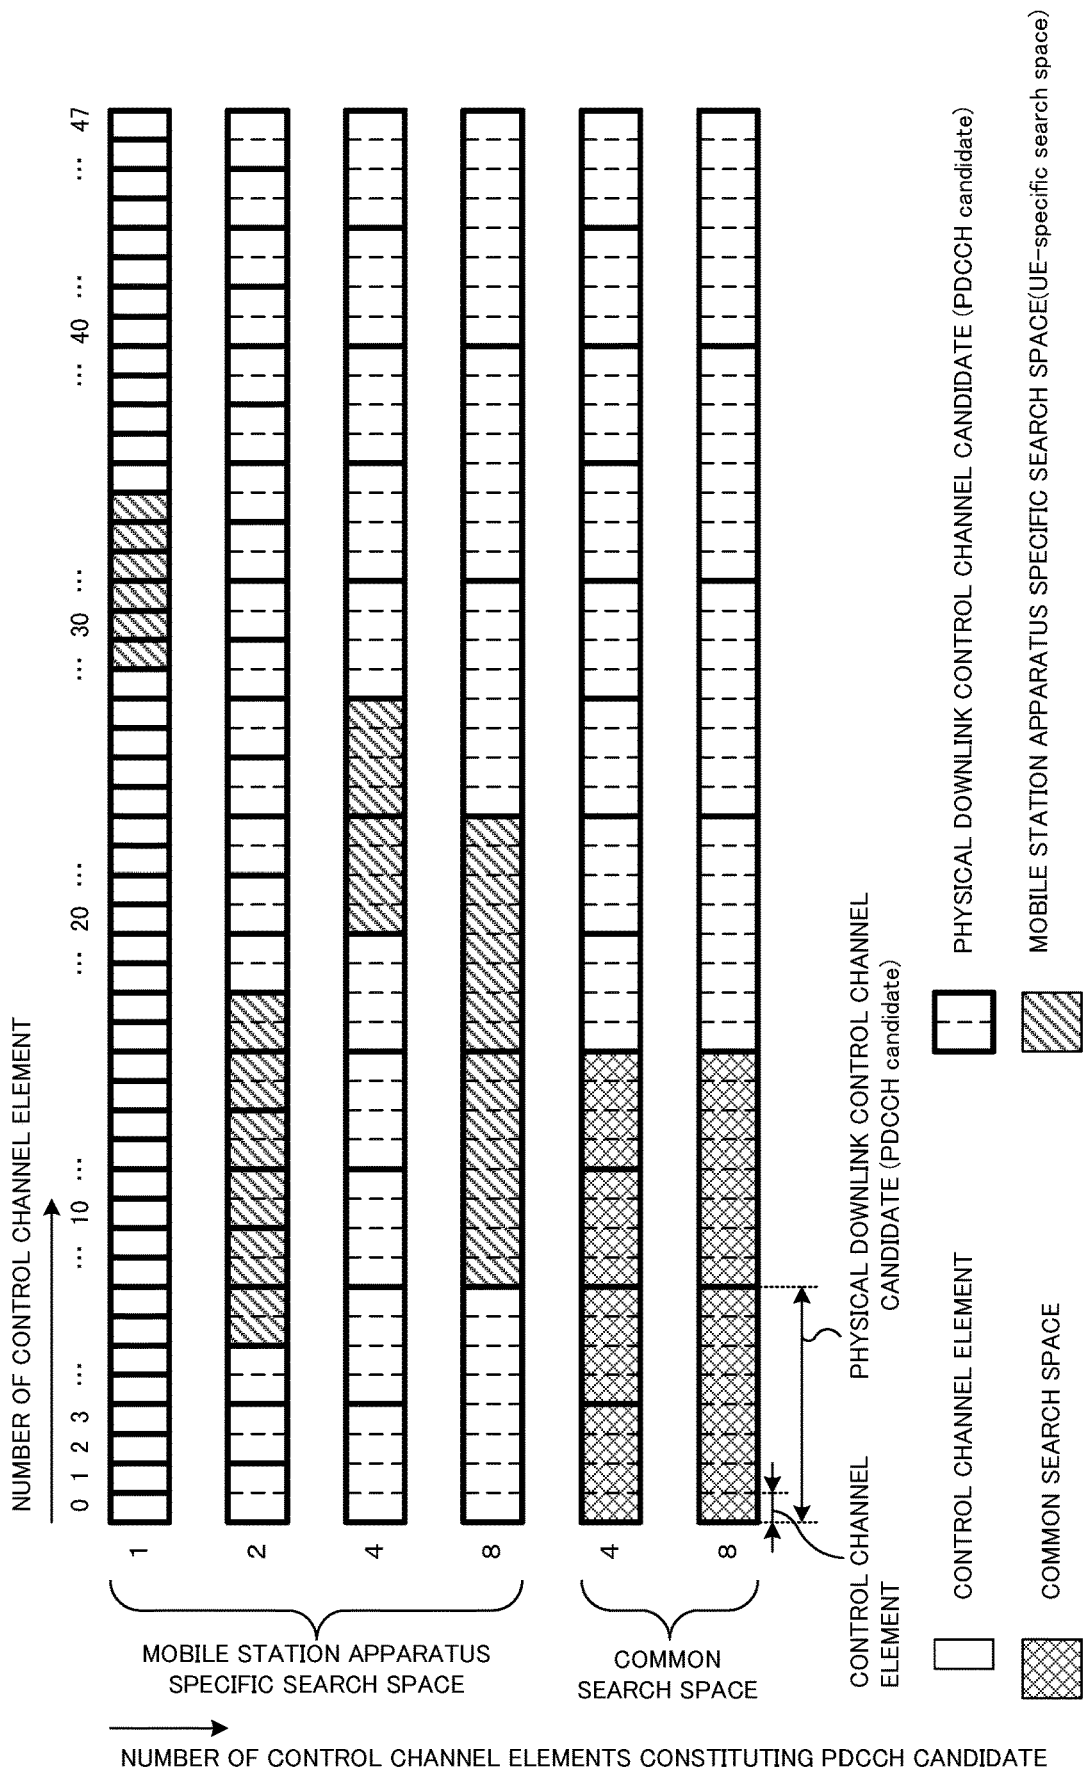 NUMBER OF CONTROL CHANNEL ELEMENT
0 1 2 3 ... ... 10 ... ... 20 ... ... 30 ... ... 40 ... ... 47
MOBILE STATION APPARATUS
SPECIFIC SEARCH SPACE
1
2
4
8
COMMON
SEARCH SPACE
4
8
NUMBER OF CONTROL CHANNEL ELEMENTS CONSTITUTING PDCCH CANDIDATE
CONTROL CHANNEL
ELEMENT
PHYSICAL DOWNLINK CONTROL CHANNEL
CANDIDATE (PDCCH candidate)
CONTROL CHANNEL ELEMENT
PHYSICAL DOWNLINK CONTROL CHANNEL CANDIDATE (PDCCH candidate)
COMMON SEARCH SPACE
MOBILE STATION APPARATUS SPECIFIC SEARCH SPACE(UE-specific search space)